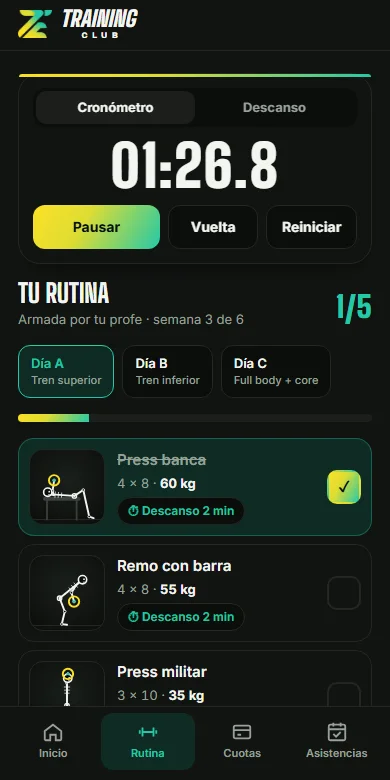 TRAINING
CLUB
Cronómetro
Descanso
01:26.8
Pausar
Vuelta
Reiniciar
TU RUTINA
Armada por tu profe · semana 3 de 6
1/5
Día A
Tren superior
Día B
Tren inferior
Día C
Full body + core
Press banca
4 × 8 · 60 kg
⏱ Descanso 2 min
Remo con barra
4 × 8 · 55 kg
⏱ Descanso 2 min
Press militar
3 × 10 · 35 kg
Inicio
Rutina
Cuotas
Asistencias